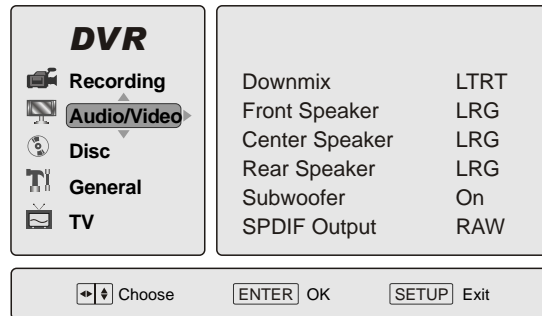 DVR
Recording
Audio/Video
Disc
General
TV
Downmix LTRT
Front Speaker LRG
Center Speaker LRG
Rear Speaker LRG
Subwoofer On
SPDIF Output RAW
Choose ENTER OK SETUP Exit